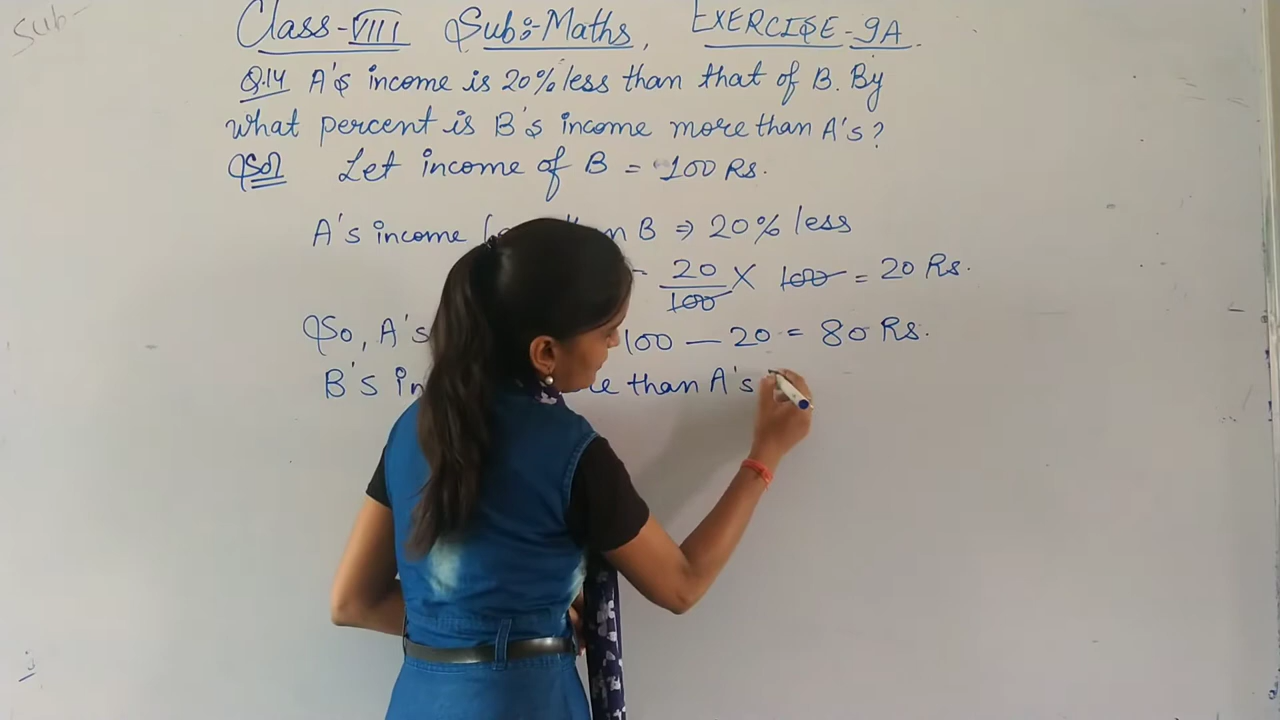 Sub-
Class-VIII Sub:-Maths, EXERCISE-9A
Q.14 A's income is 20% less than that of B. By
what percent is B's income more than A's?
Sol Let income of B = 100 Rs.
A's income B ⇒ 20% less
20/100 × 100 = 20 Rs.
So, A's 100 — 20 = 80 Rs.
B's than A's